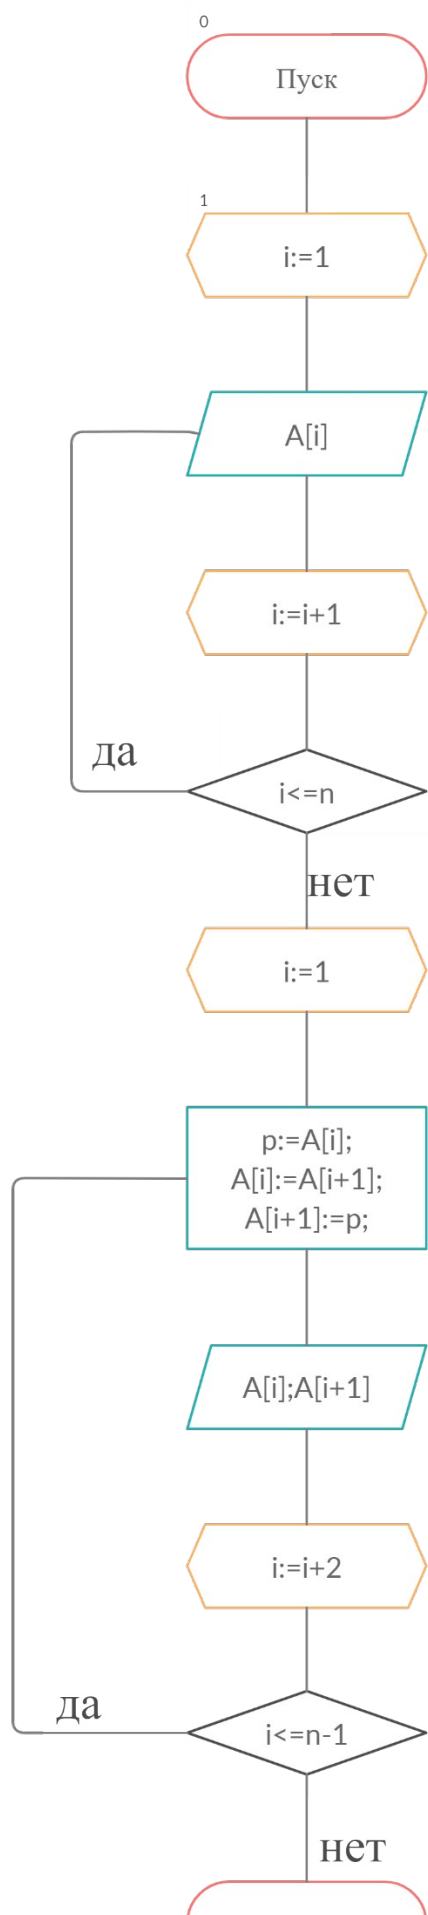 0
Пуск
1
i:=1
A[i]
i:=i+1
да
i<=n
нет
i:=1
p:=A[i];
A[i]:=A[i+1];
A[i+1]:=p;
A[i];A[i+1]
i:=i+2
да
i<=n-1
нет